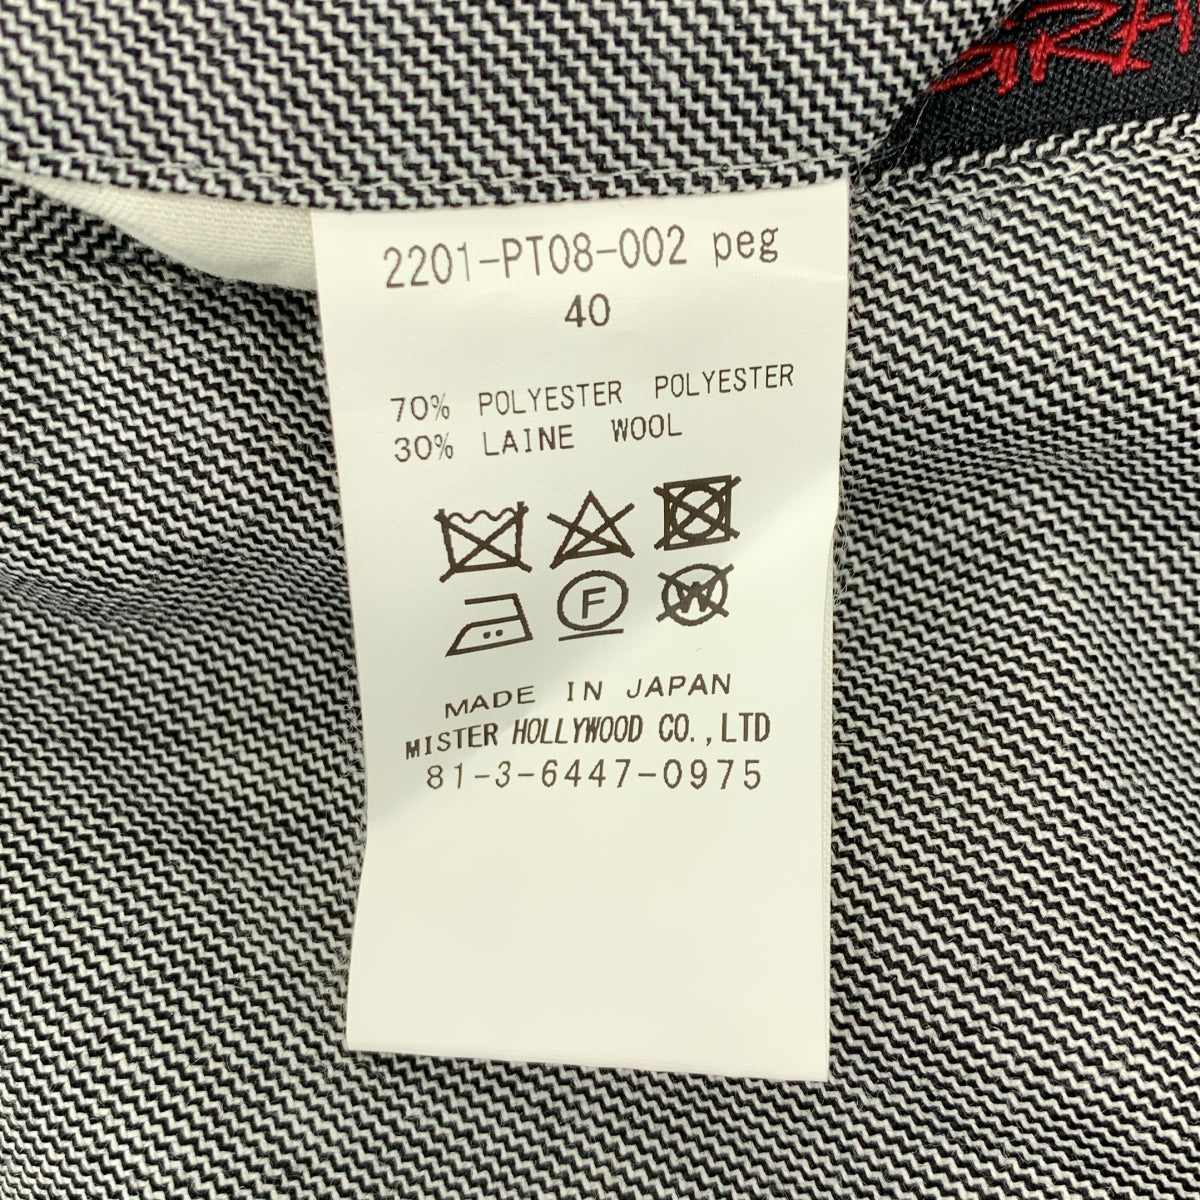 2201-PT08-002 peg
40
70% POLYESTER POLYESTER
30% LAINE WOOL
F
W
MADE IN JAPAN
MISTER HOLLYWOOD CO.,LTD
81-3-6447-0975